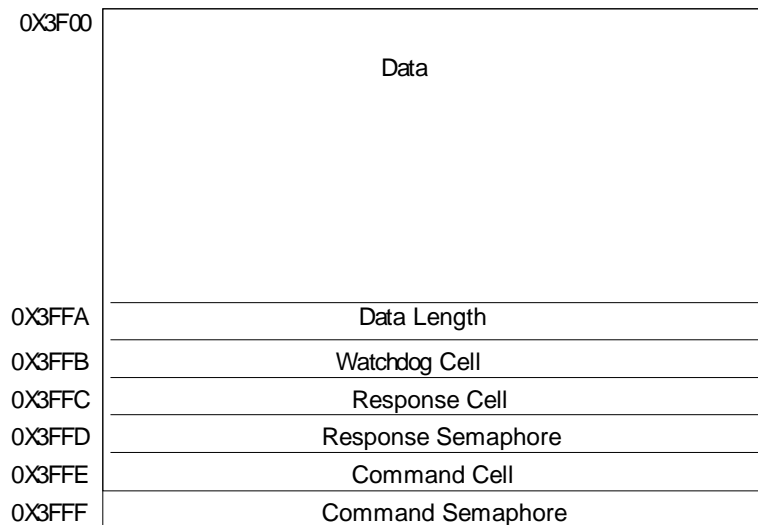 0X3F00
Data
0X3FFA Data Length
0X3FFB Watchdog Cell
0X3FFC Response Cell
0X3FFD Response Semaphore
0X3FFE Command Cell
0X3FFF Command Semaphore